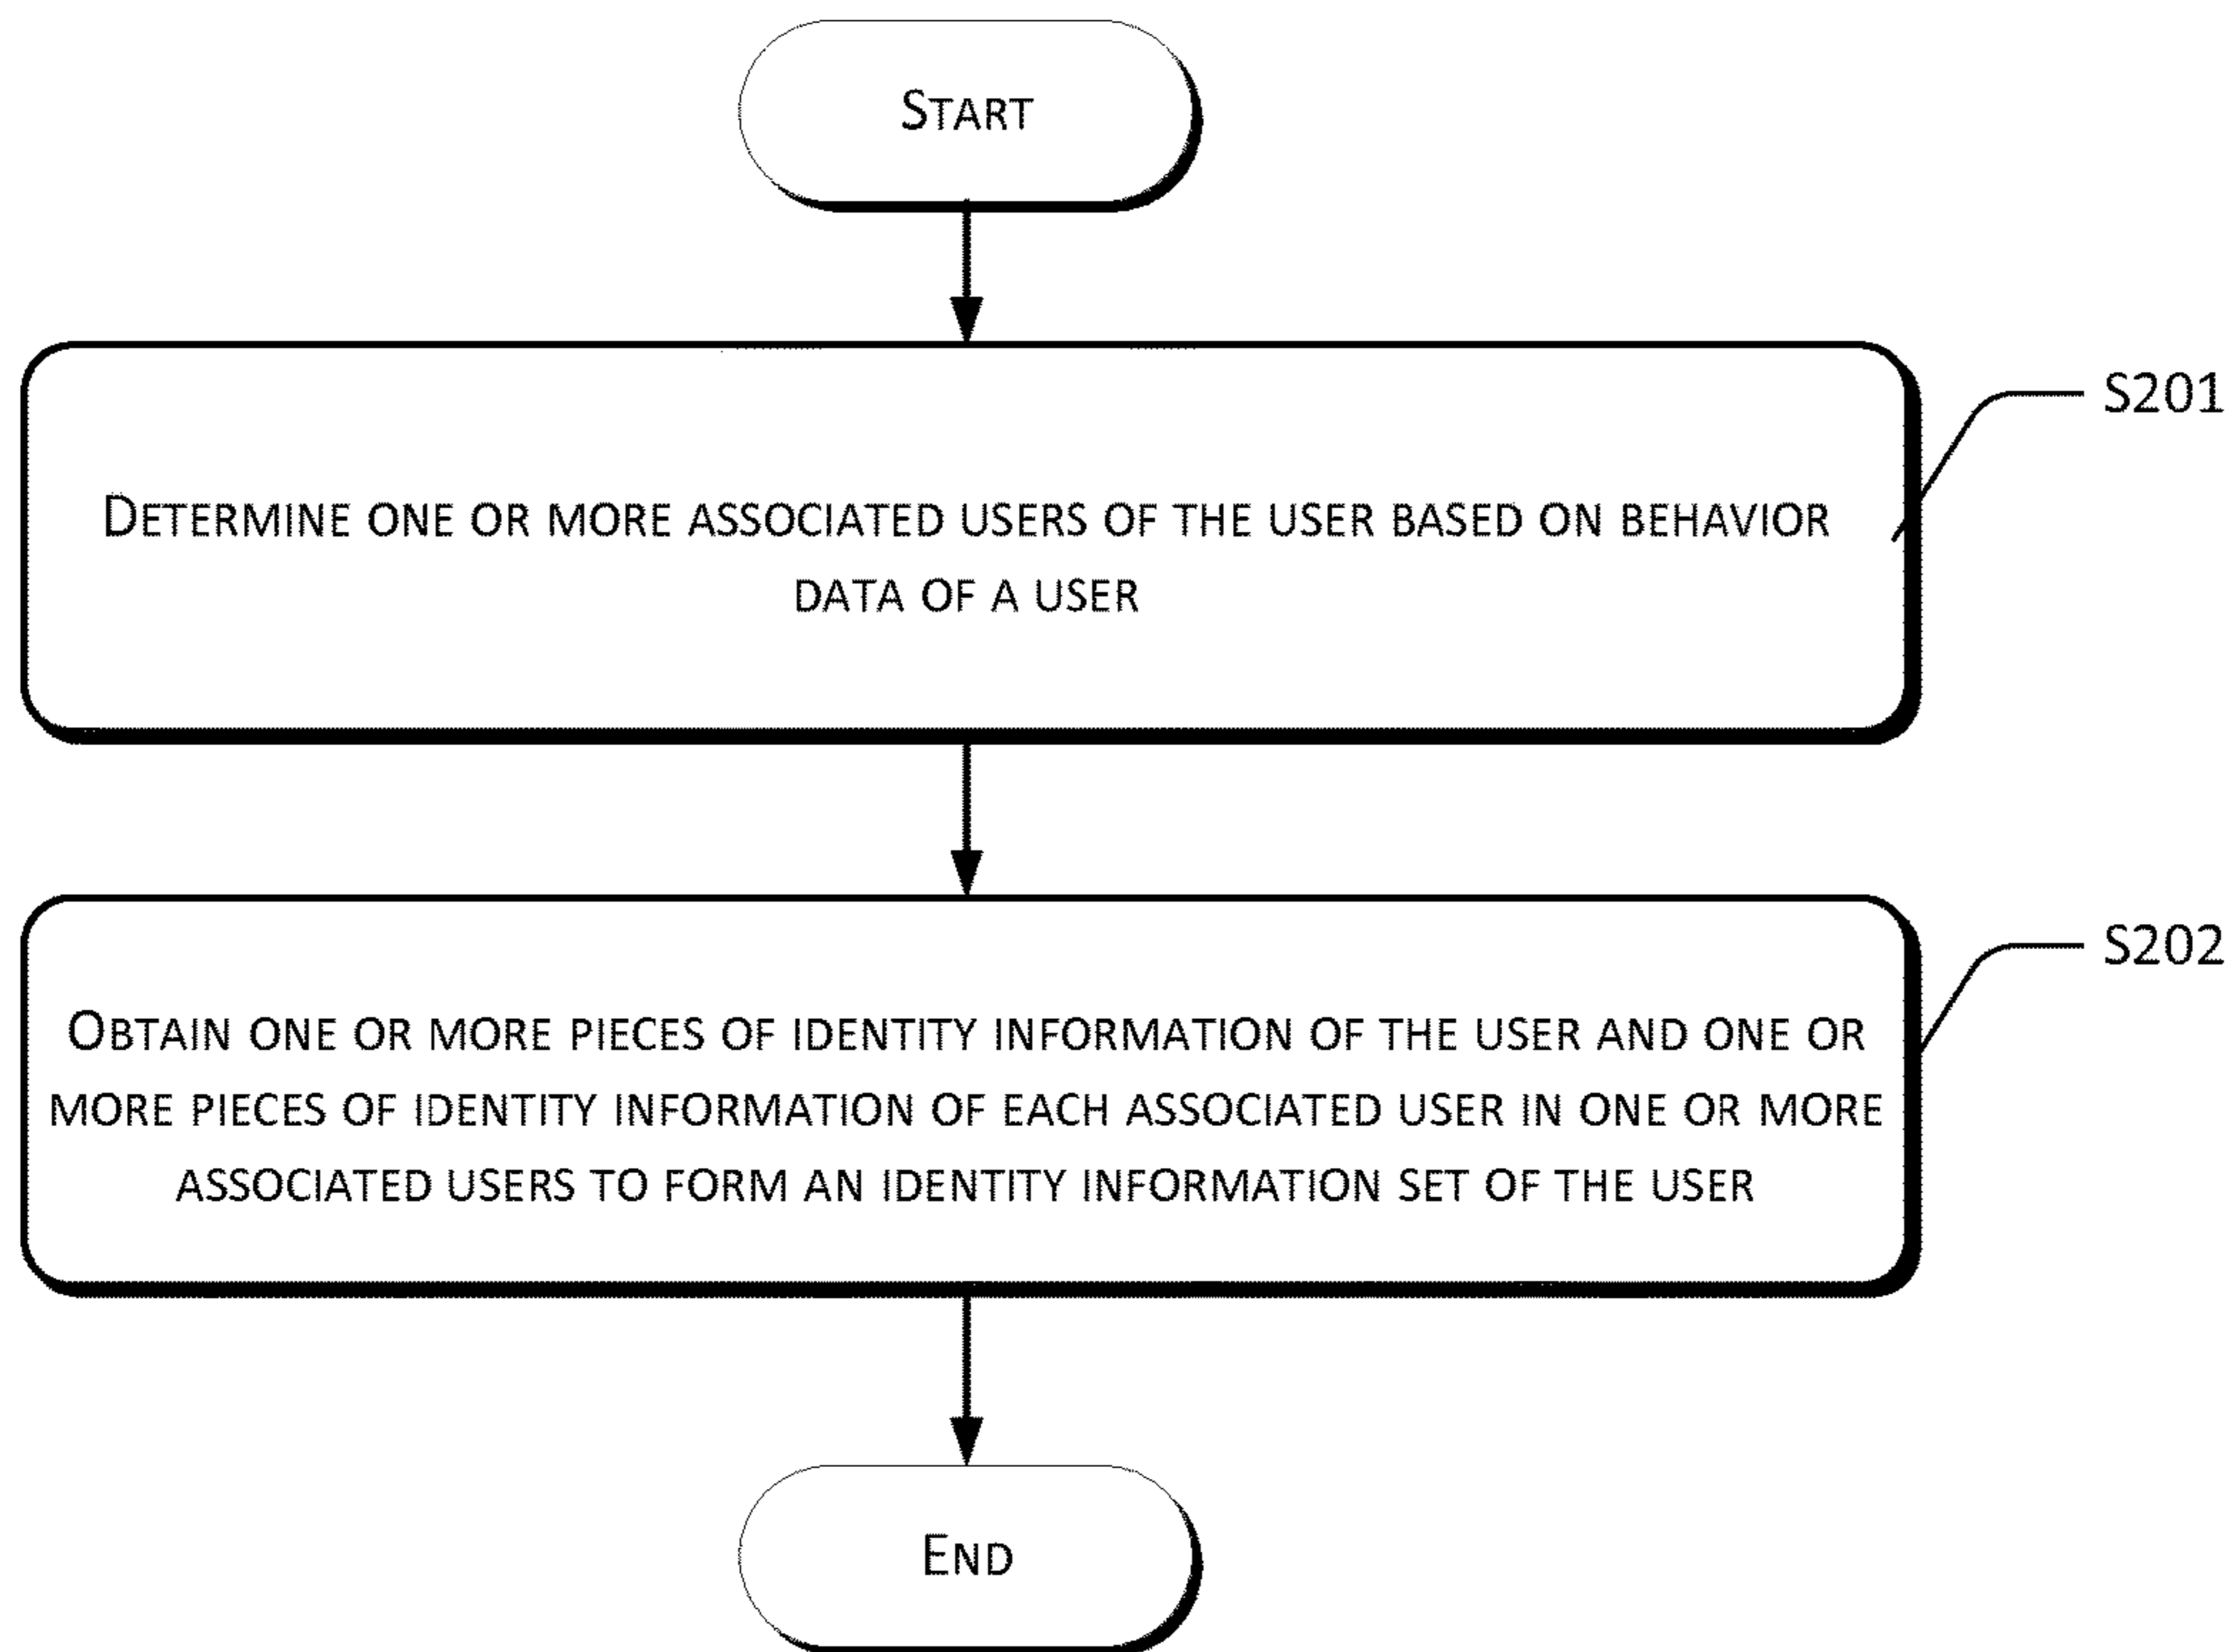 START
DETERMINE ONE OR MORE ASSOCIATED USERS OF THE USER BASED ON BEHAVIOR
DATA OF A USER
S201
OBTAIN ONE OR MORE PIECES OF IDENTITY INFORMATION OF THE USER AND ONE OR
MORE PIECES OF IDENTITY INFORMATION OF EACH ASSOCIATED USER IN ONE OR MORE
ASSOCIATED USERS TO FORM AN IDENTITY INFORMATION SET OF THE USER
S202
END